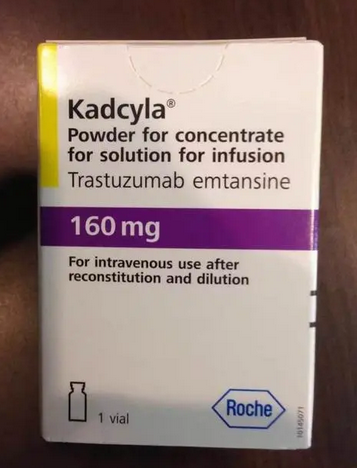 Kadcyla®
Powder for concentrate
for solution for infusion
Trastuzumab emtansine
160 mg
For intravenous use after
reconstitution and dilution
1 vial
Roche